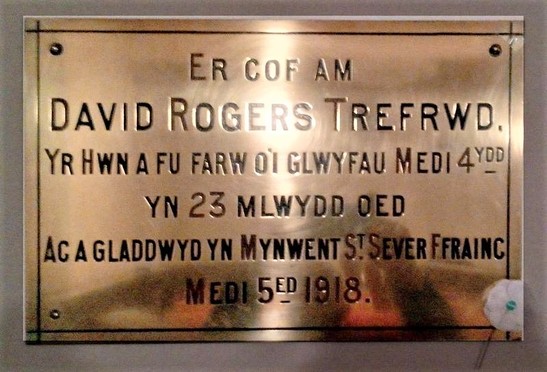 ER COF AM
DAVID ROGERS TREFRWD.
YR HWN A FU FARW O'I GLWYFAU MEDI 4YDD
YN 23 MLWYDD OED
AC A GLADDWYD YN MYNWENT ST SEVER FFRAINC
MEDI 5ED 1918.